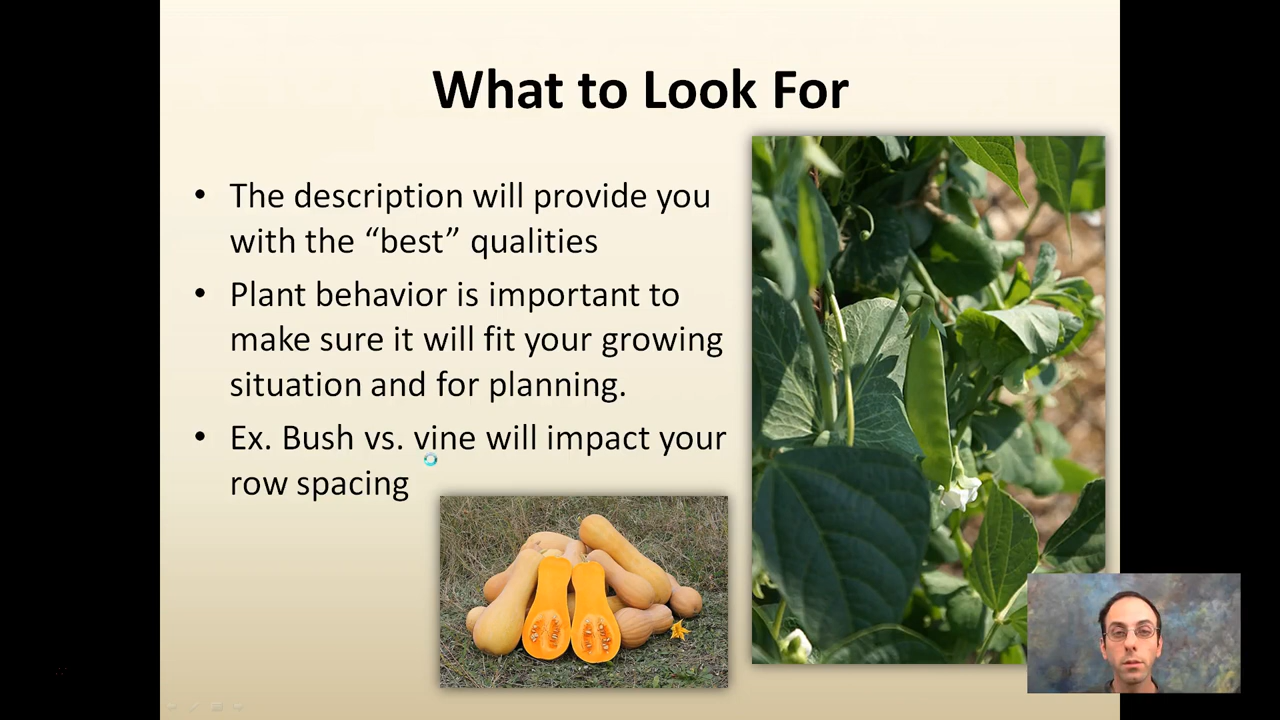 What to Look For
• The description will provide you
with the “best” qualities
• Plant behavior is important to
make sure it will fit your growing
situation and for planning.
• Ex. Bush vs. vine will impact your
row spacing